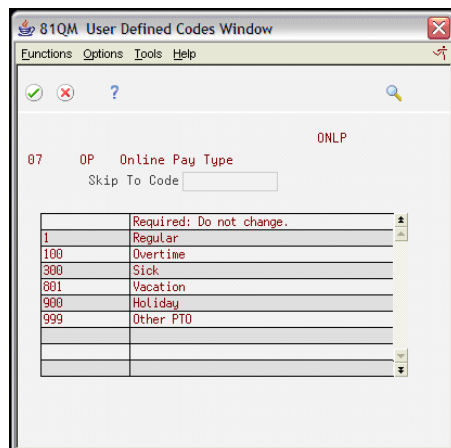 81QM User Defined Codes Window
Functions Options Tools Help
?
ONLP
07 OP Online Pay Type
Skip To Code
Required: Do not change.
1 Regular
100 Overtime
300 Sick
801 Vacation
900 Holiday
999 Other PTO